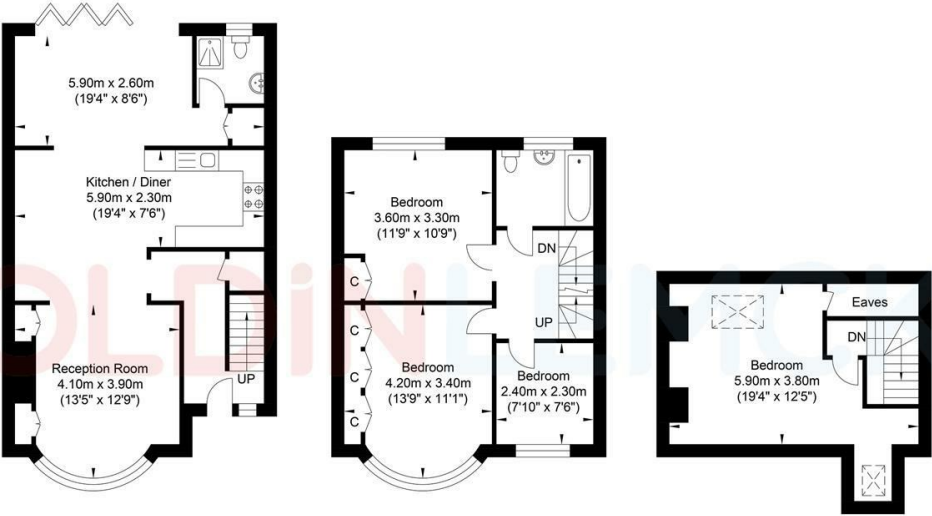 5.90m x 2.60m
(19'4" x 8'6")
Kitchen / Diner
5.90m x 2.30m
(19'4" x 7'6")
Reception Room
4.10m x 3.90m
(13'5" x 12'9")
UP
Bedroom
3.60m x 3.30m
(11'9" x 10'9")
DN
C
UP
C
C
C
Bedroom
4.20m x 3.40m
(13'9" x 11'1")
Bedroom
2.40m x 2.30m
(7'10" x 7'6")
Eaves
DN
Bedroom
5.90m x 3.80m
(19'4" x 12'5")